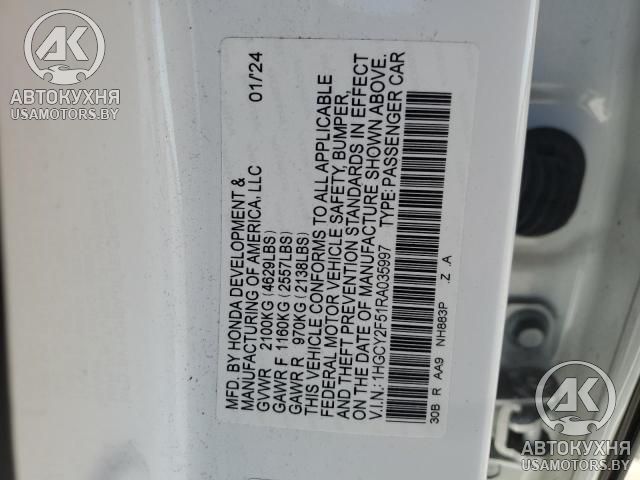 MFD. BY HONDA DEVELOPMENT &
MANUFACTURING OF AMERICA, LLC 01/'24
GVWR 2100KG (4629LBS)
GAWR F 1160KG (2557LBS)
GAWR R 970KG (2138LBS)
THIS VEHICLE CONFORMS TO ALL APPLICABLE
FEDERAL MOTOR VEHICLE SAFETY, BUMPER,
AND THEFT PREVENTION STANDARDS IN EFFECT
ON THE DATE OF MANUFACTURE SHOWN ABOVE.
V.I.N.: 1HGCY2F51RA035997 TYPE: PASSENGER CAR
30B R AA9 NH883P .Z .A
АК
АВТОКУХНЯ
USAMOTORS.BY
АК
АВТОКУХНЯ
USAMOTORS.BY